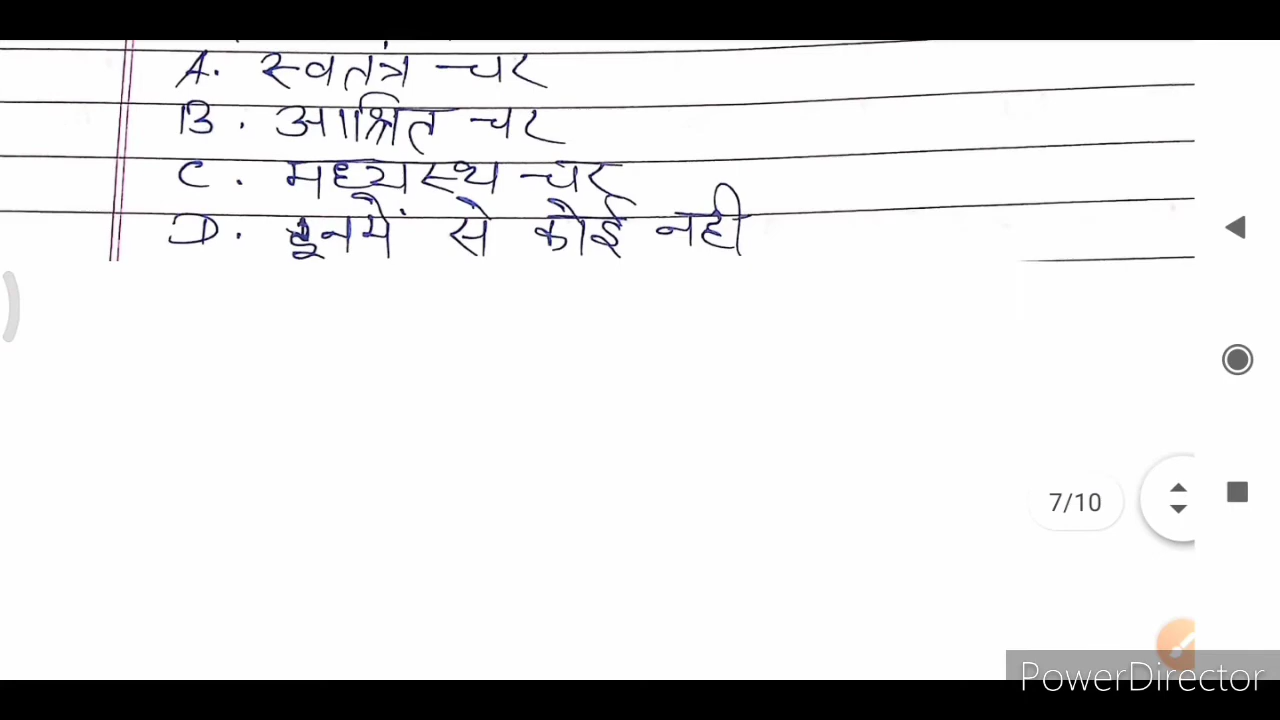 A. स्वतंत्र चर
B. आश्रित चर
C. मध्यस्थ चर
D. इनमें से कोई नही
7/10
PowerDirector